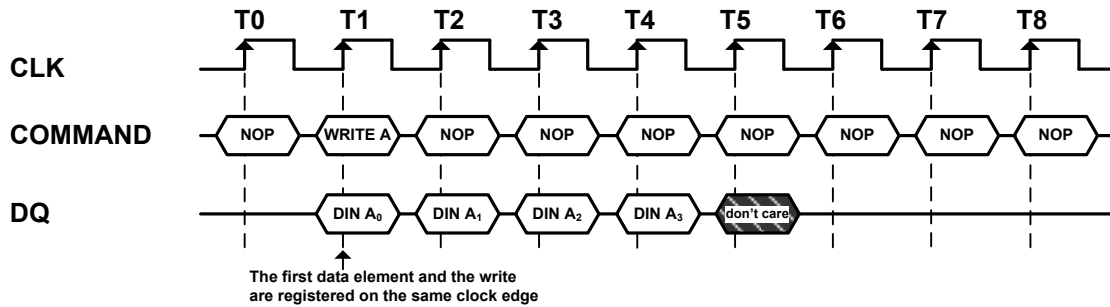 T0 T1 T2 T3 T4 T5 T6 T7 T8
CLK
COMMAND NOP WRITE A NOP NOP NOP NOP NOP NOP NOP
DQ DIN A₀ DIN A₁ DIN A₂ DIN A₃ don't care
The first data element and the write
are registered on the same clock edge